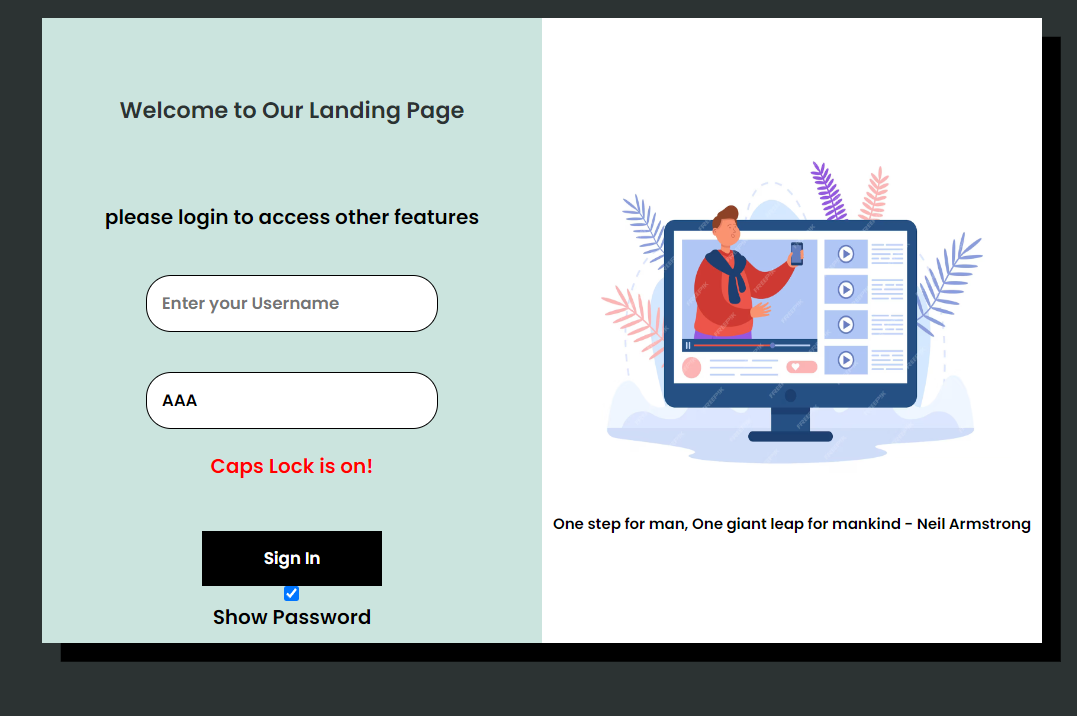 Welcome to Our Landing Page
please login to access other features
Enter your Username
AAA
Caps Lock is on!
Sign In
Show Password
One step for man, One giant leap for mankind - Neil Armstrong